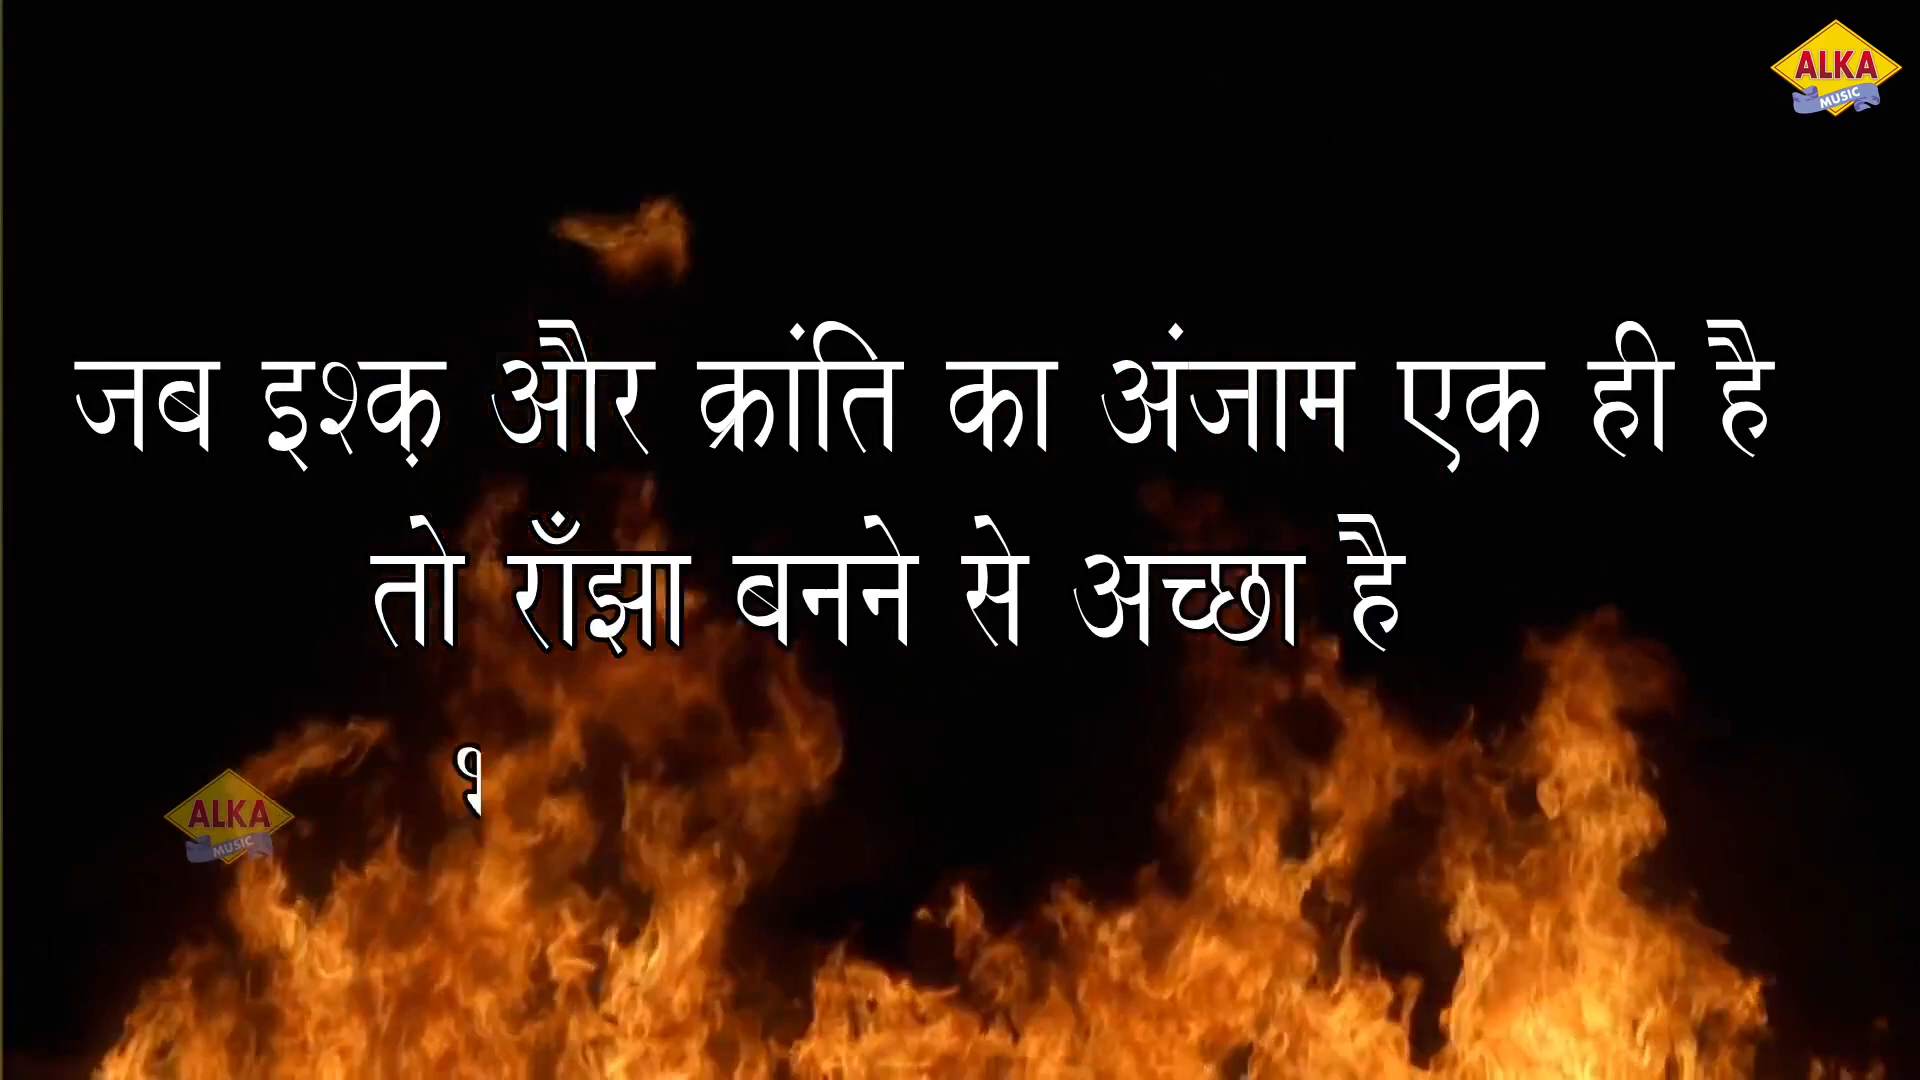 ALKA
MUSIC
जब इश्क़ और क्रांति का अंजाम एक ही है
तो राँझा बनने से अच्छा है
ALKA
MUSIC